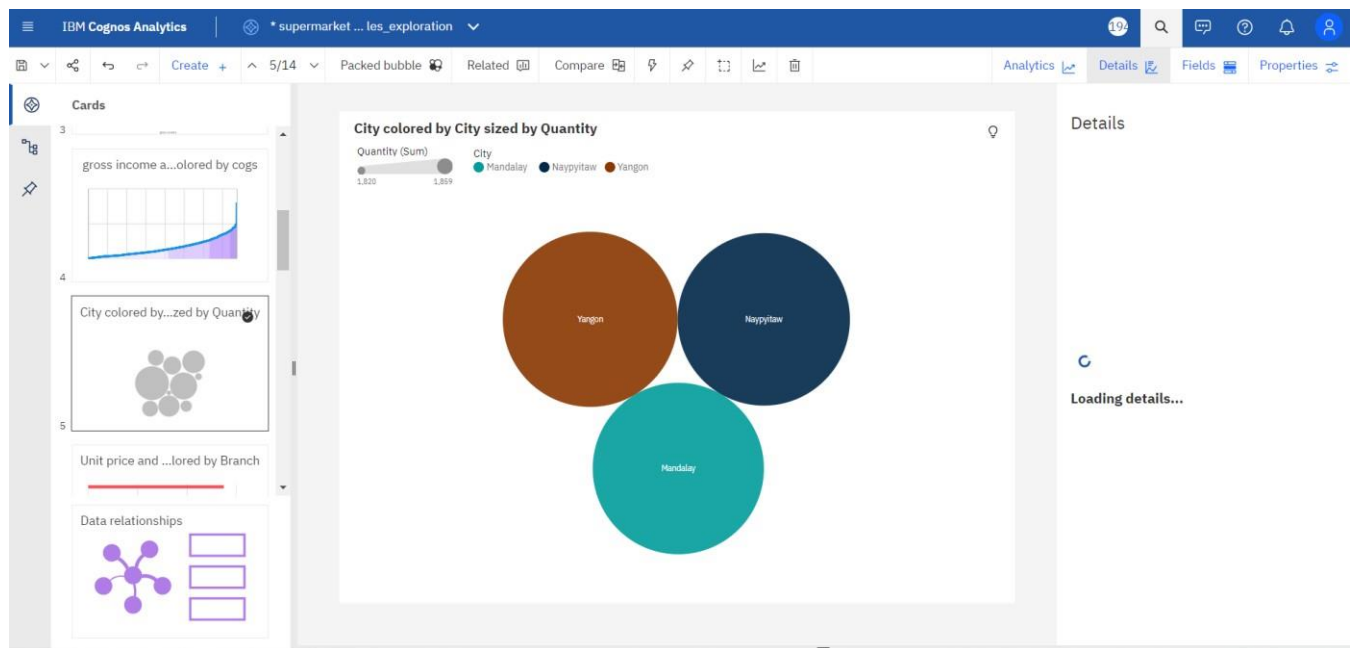 IBM Cognos Analytics
* supermarket ... les_exploration
194
Create +
5/14
Packed bubble
Related
Compare
Analytics
Details
Fields
Properties
Cards
3
gross income a...olored by cogs
4
City colored by...zed by Quantity
5
Unit price and ...lored by Branch
Data relationships
City colored by City sized by Quantity
Quantity (Sum)
1,820 1,859
City
Mandalay Naypyitaw Yangon
Yangon
Naypyitaw
Mandalay
Details
Loading details...